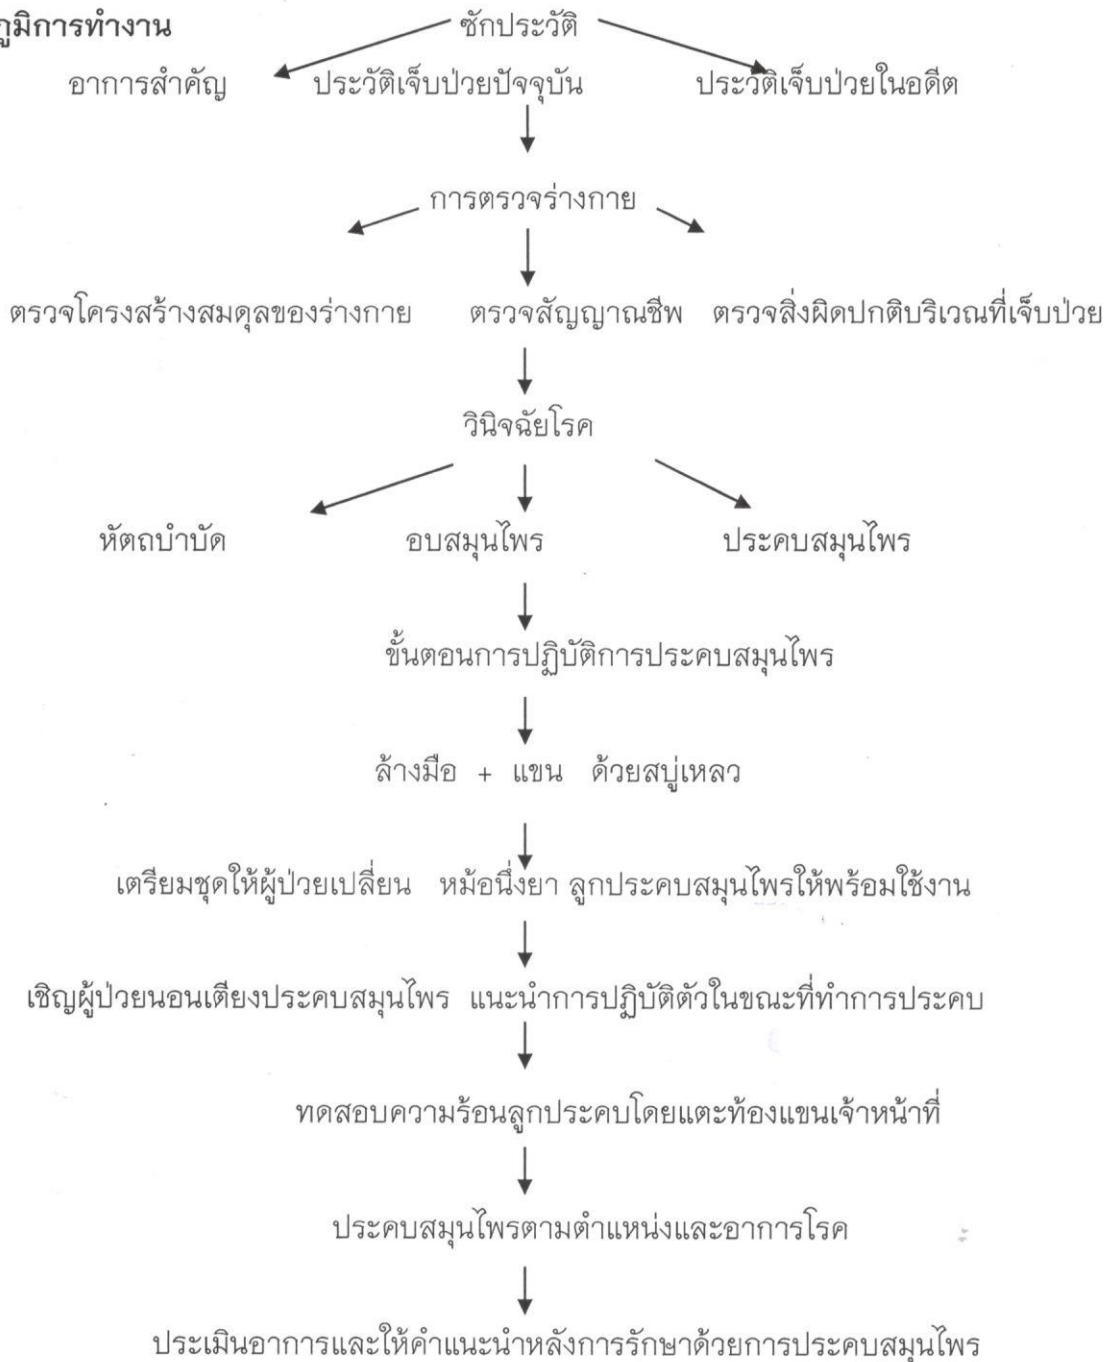 ภูมิการทำงาน
ซักประวัติ
อาการสำคัญ ประวัติเจ็บป่วยปัจจุบัน ประวัติเจ็บป่วยในอดีต
การตรวจร่างกาย
ตรวจโครงสร้างสมดุลของร่างกาย ตรวจสัญญาณชีพ ตรวจสิ่งผิดปกติบริเวณที่เจ็บป่วย
วินิจฉัยโรค
หัตถบำบัด อบสมุนไพร ประคบสมุนไพร
ขั้นตอนการปฏิบัติการประคบสมุนไพร
ล้างมือ + แขน ด้วยสบู่เหลว
เตรียมชุดให้ผู้ป่วยเปลี่ยน หม้อนึ่งยา ลูกประคบสมุนไพรให้พร้อมใช้งาน
เชิญผู้ป่วยนอนเตียงประคบสมุนไพร แนะนำการปฏิบัติตัวในขณะที่ทำการประคบ
ทดสอบความร้อนลูกประคบโดยแตะท้องแขนเจ้าหน้าที่
ประคบสมุนไพรตามตำแหน่งและอาการโรค
ประเมินอาการและให้คำแนะนำหลังการรักษาด้วยการประคบสมุนไพร